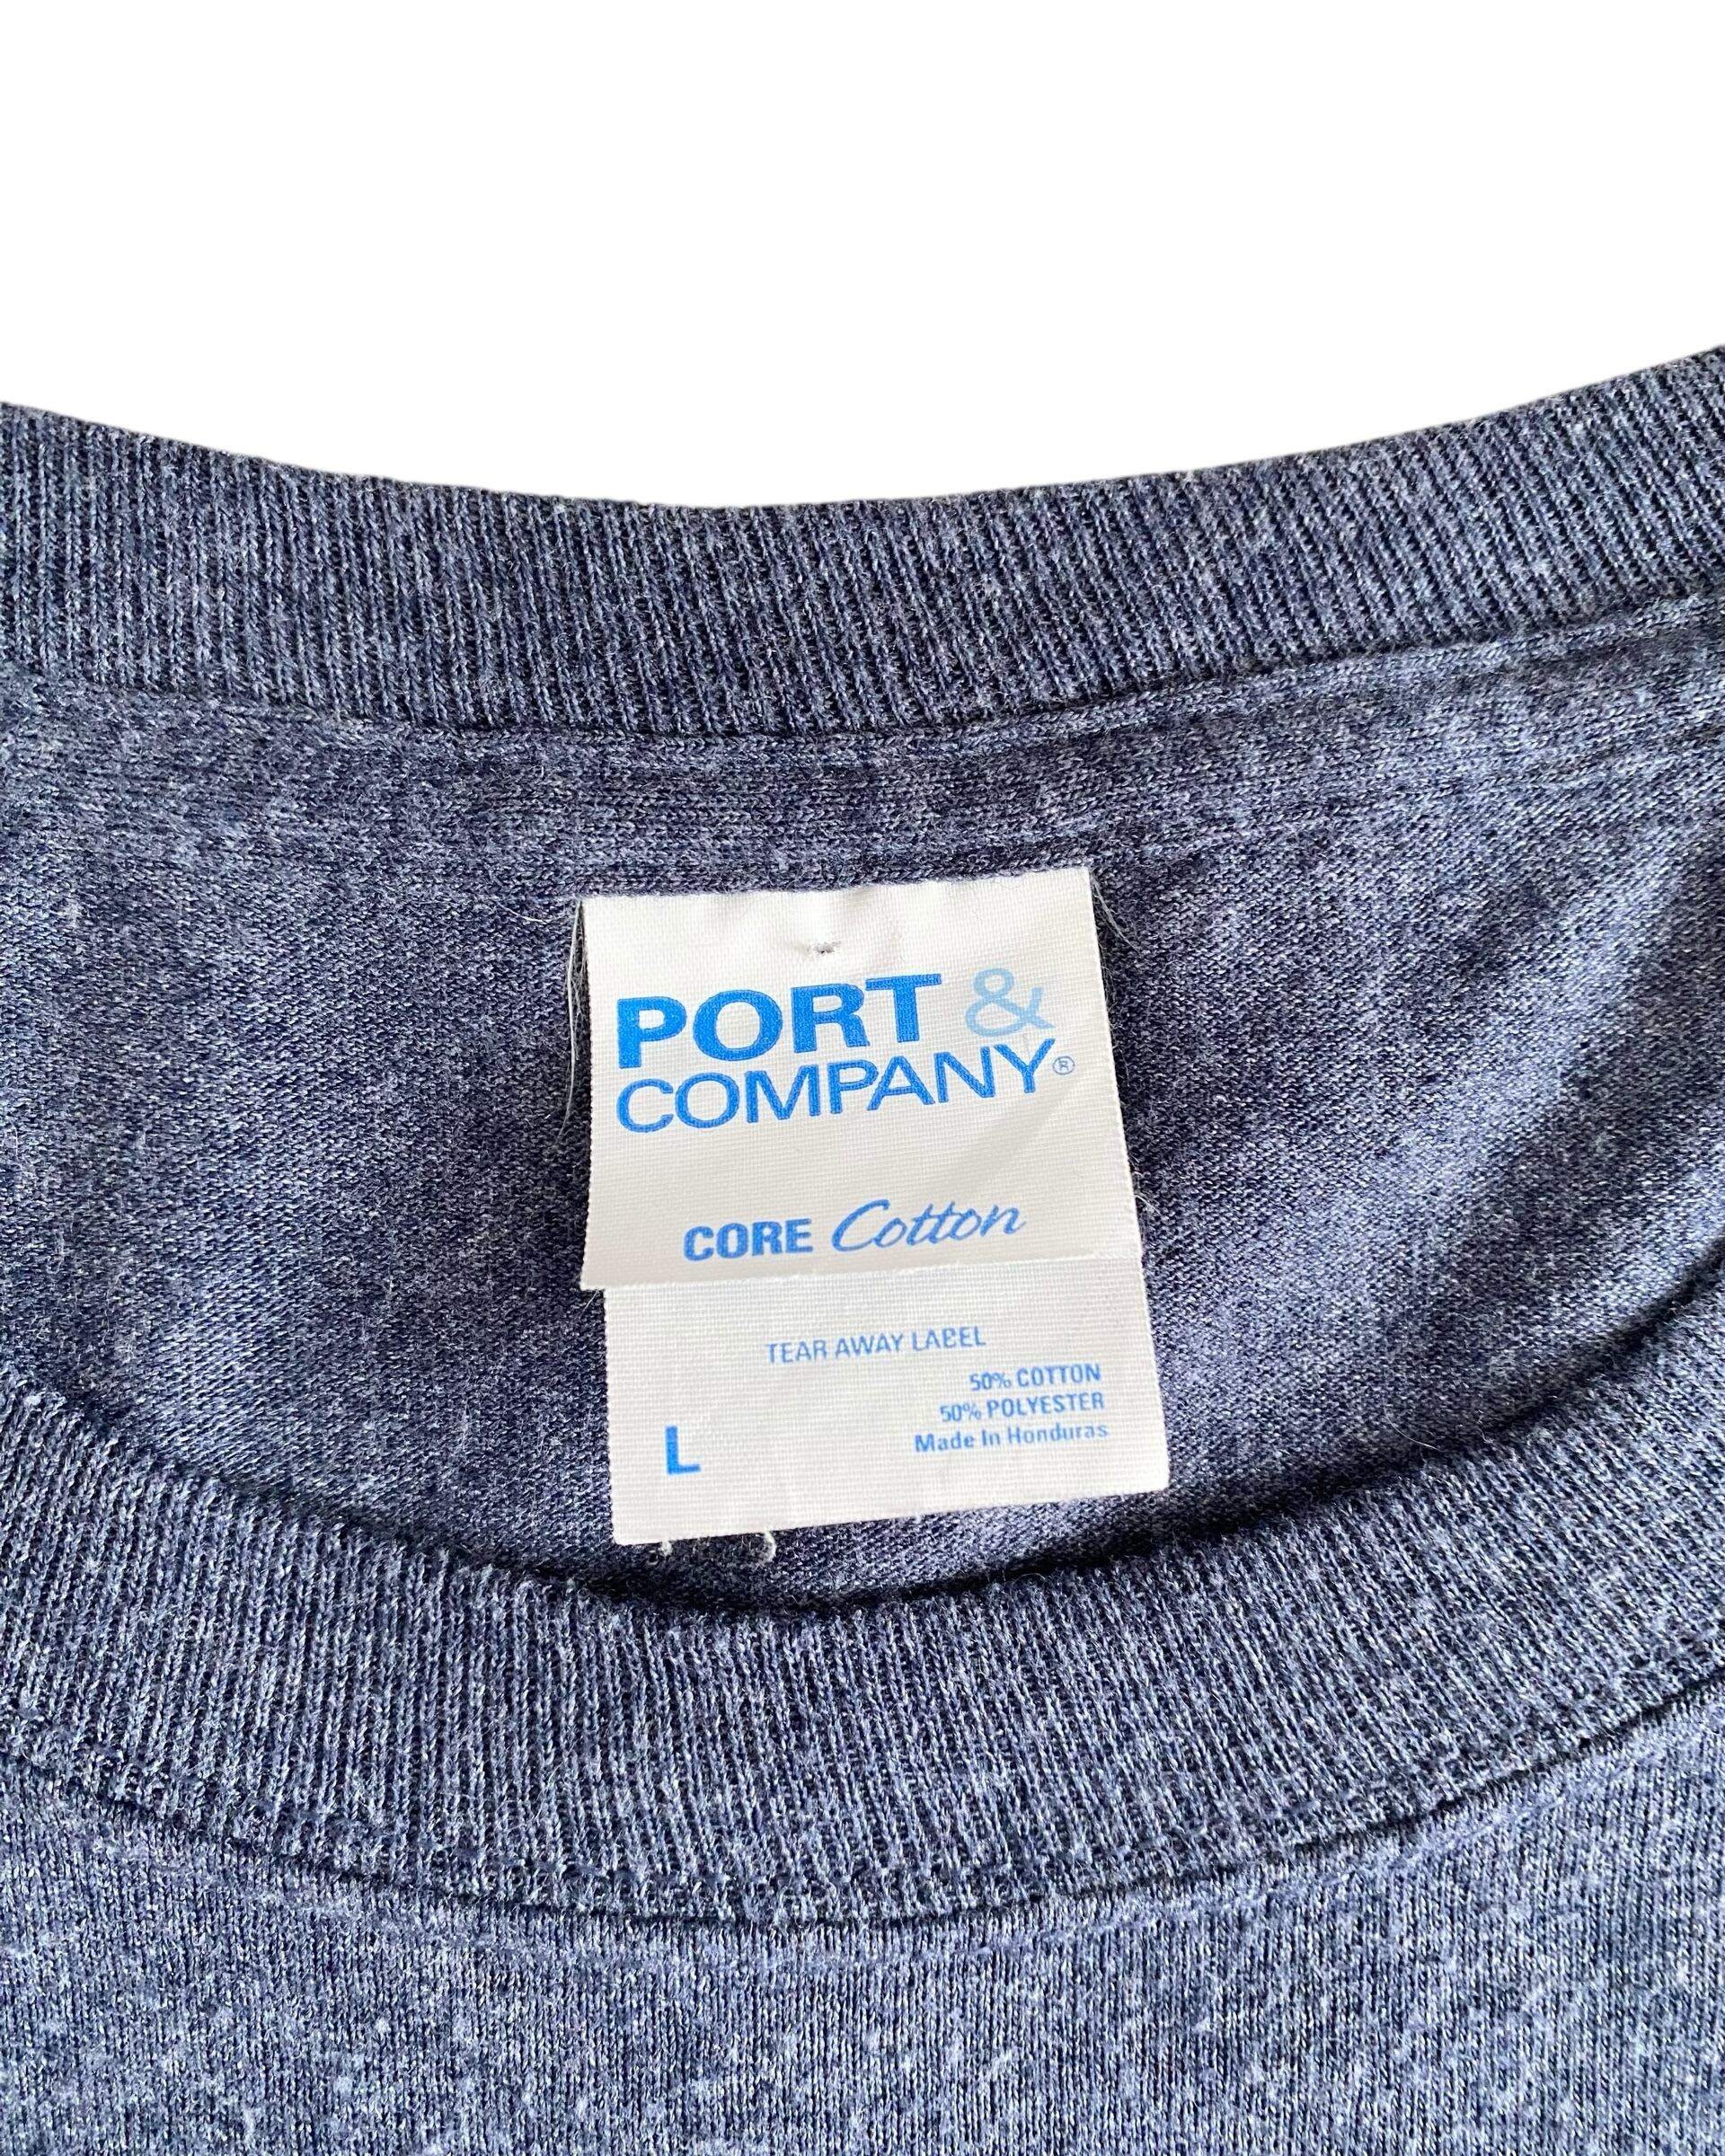 PORT &
COMPANY®
CORE Cotton
TEAR AWAY LABEL
50% COTTON
50% POLYESTER
L Made In Honduras